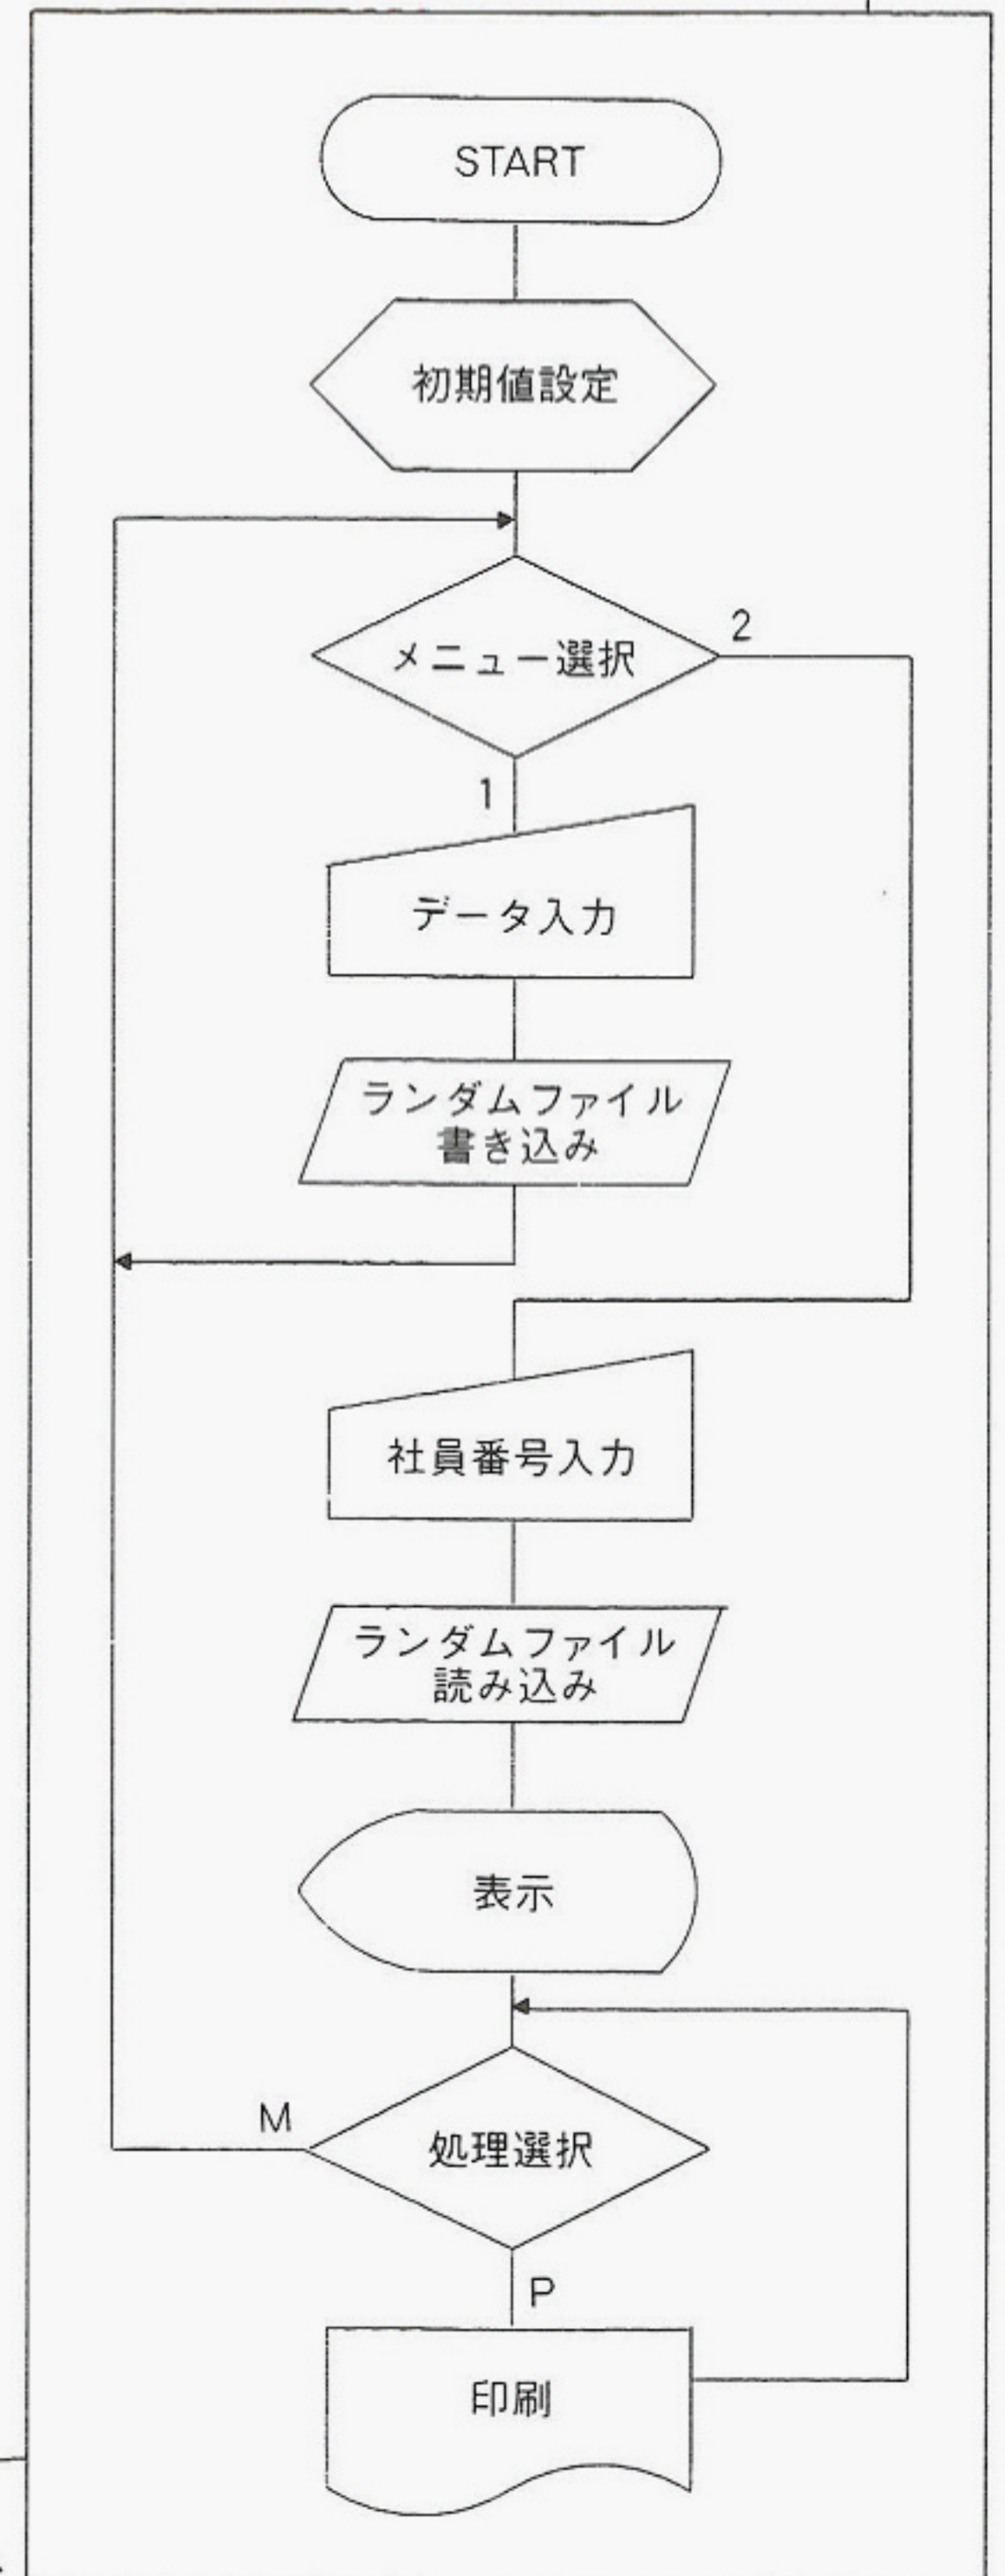 START
初期値設定
メニュー選択
2
1
データ入力
ランダムファイル
書き込み
社員番号入力
ランダムファイル
読み込み
表示
M
処理選択
P
印刷